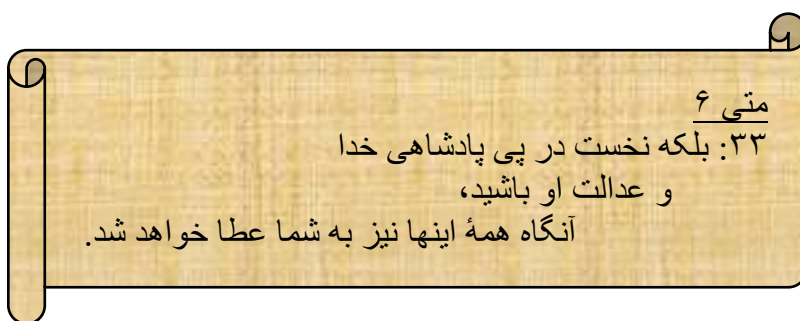 متی ۶
۳۳: بلکه نخست در پی پادشاهی خدا
و عدالت او باشید،
آنگاه همۀ اینها نیز به شما عطا خواهد شد.